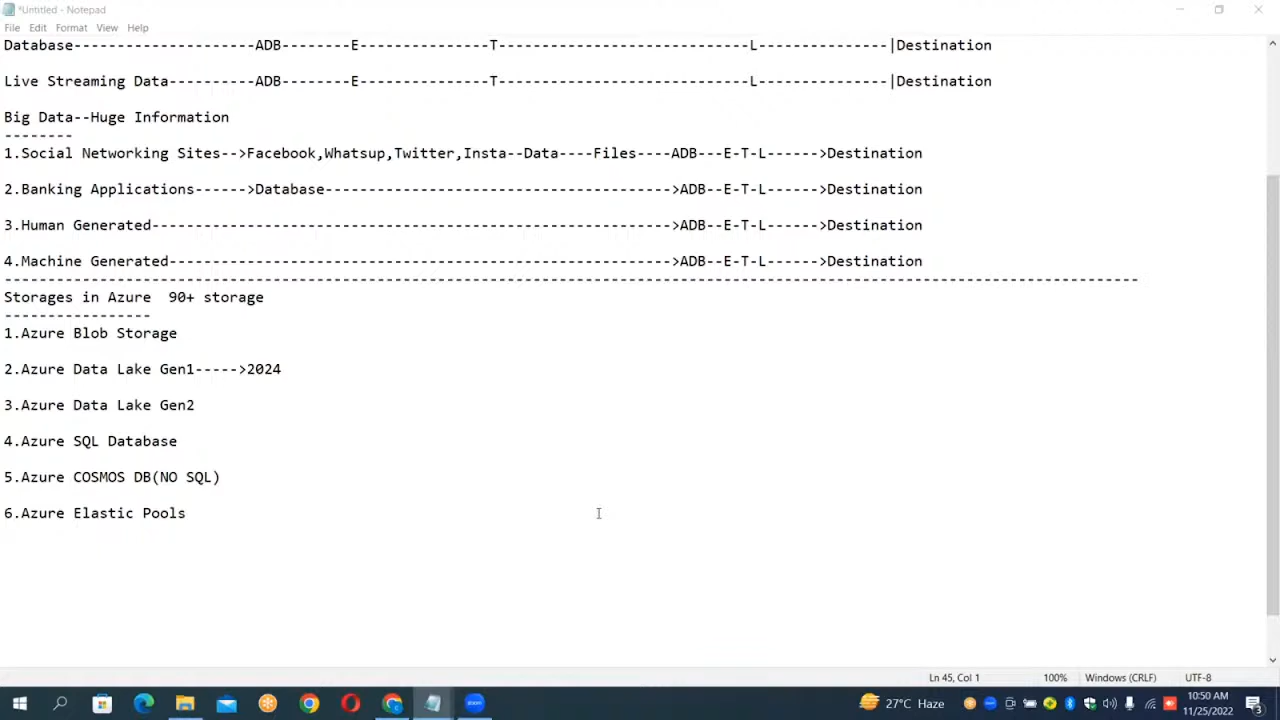 *Untitled - Notepad
File Edit Format View Help
Database---------------------ADB--------E---------------T-----------------------------L---------------|Destination
Live Streaming Data----------ADB--------E---------------T-----------------------------L---------------|Destination
Big Data--Huge Information
--------
1.Social Networking Sites-->Facebook,Whatsup,Twitter,Insta--Data----Files----ADB---E-T-L------>Destination
2.Banking Applications------>Database---------------------------------------->ADB--E-T-L------>Destination
3.Human Generated------------------------------------------------------------>ADB--E-T-L------>Destination
4.Machine Generated---------------------------------------------------------->ADB--E-T-L------>Destination
-----------------------------------------------------------------------------------------------------------------------------------
Storages in Azure  90+ storage
-----------------
1.Azure Blob Storage
2.Azure Data Lake Gen1----->2024
3.Azure Data Lake Gen2
4.Azure SQL Database
5.Azure COSMOS DB(NO SQL)
6.Azure Elastic Pools
Ln 45, Col 1 100% Windows (CRLF) UTF-8
27°C Haze 10:50 AM
11/25/2022 3